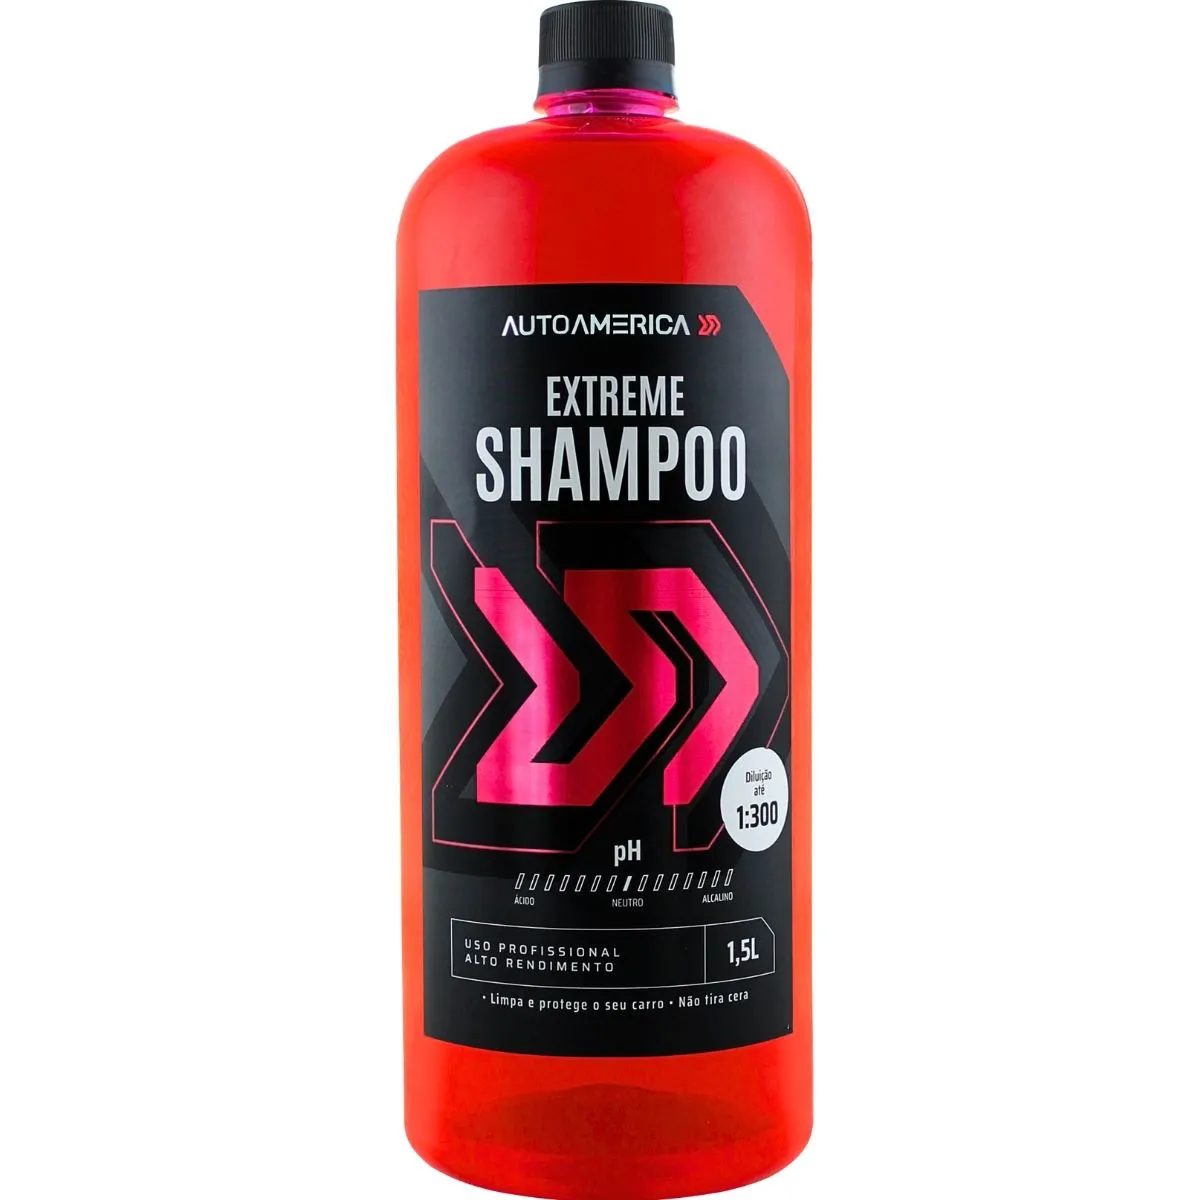 AUTOAMERICA
EXTREME
SHAMPOO
Diluição
até
1:300
pH
ÁCIDO NEUTRO ALCALINO
USO PROFISSIONAL
ALTO RENDIMENTO
1,5L
• Limpa e protege o seu carro • Não tira cera